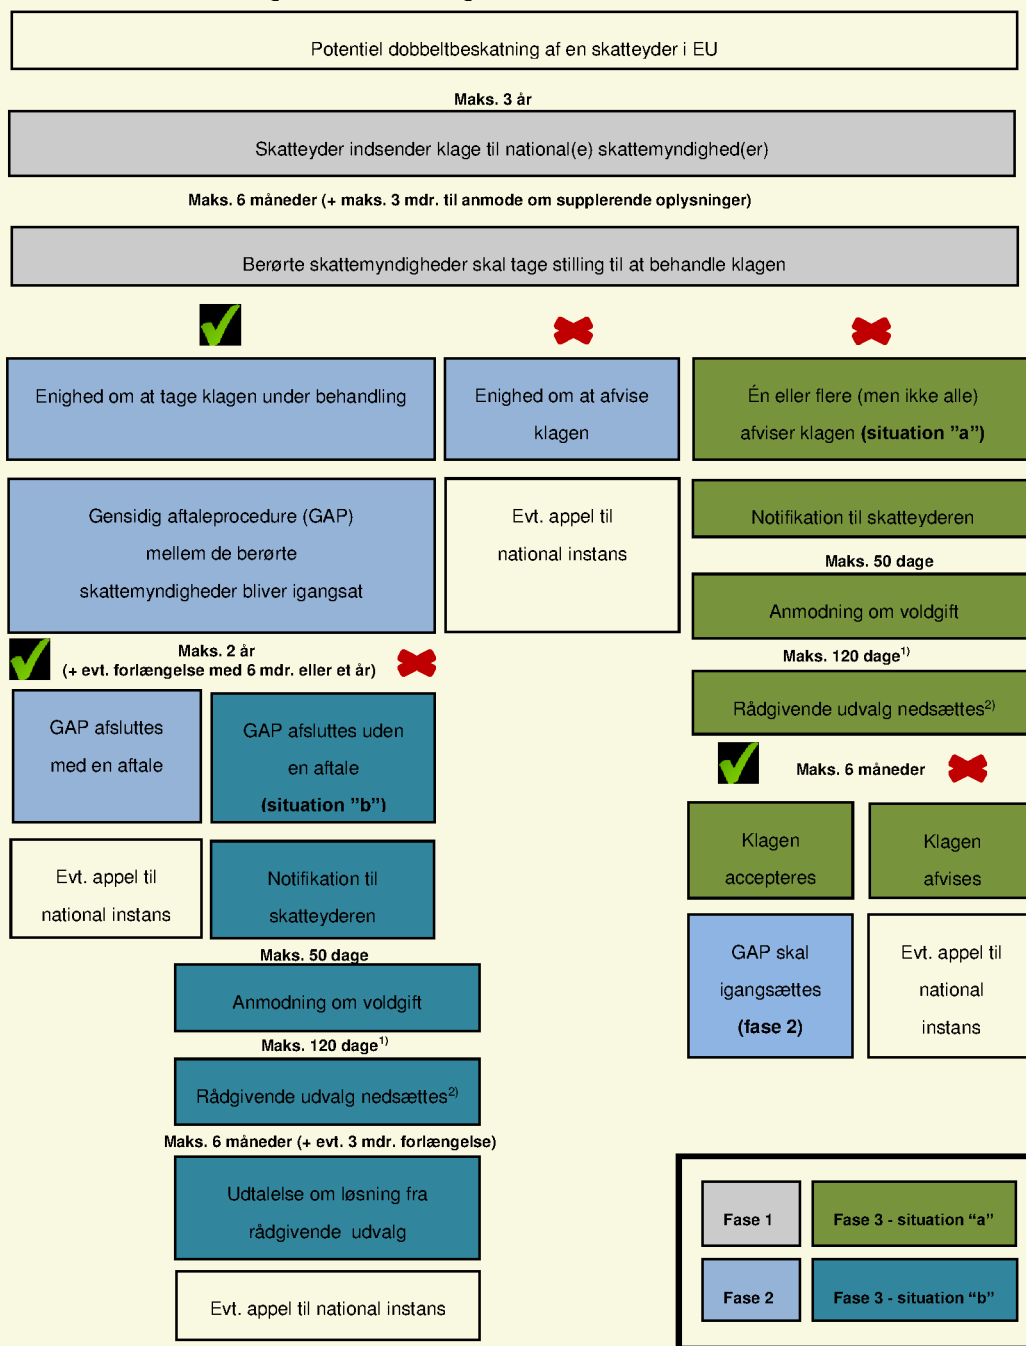 Potentiel dobbeltbeskatning af en skatteyder i EU
Maks. 3 år
Skatteyder indsender klage til national(e) skattemyndighed(er)
Maks. 6 måneder (+ maks. 3 mdr. til anmode om supplerende oplysninger)
Berørte skattemyndigheder skal tage stilling til at behandle klagen
Enighed om at tage klagen under behandling
Enighed om at afvise
klagen
Én eller flere (men ikke alle)
afviser klagen (situation ”a”)
Gensidig aftaleprocedure (GAP)
mellem de berørte
skattemyndigheder bliver igangsat
Evt. appel til
national instans
Notifikation til skatteyderen
Maks. 50 dage
Anmodning om voldgift
Maks. 120 dage1)
Rådgivende udvalg nedsættes2)
Maks. 2 år
(+ evt. forlængelse med 6 mdr. eller et år)
GAP afsluttes
med en aftale
GAP afsluttes uden
en aftale
(situation ”b”)
Maks. 6 måneder
Klagen
accepteres
Klagen
afvises
Evt. appel til
national instans
Notifikation til
skatteyderen
GAP skal
igangsættes
(fase 2)
Evt. appel til
national
instans
Maks. 50 dage
Anmodning om voldgift
Maks. 120 dage1)
Rådgivende udvalg nedsættes2)
Maks. 6 måneder (+ evt. 3 mdr. forlængelse)
Udtalelse om løsning fra
rådgivende udvalg
Evt. appel til national instans
Fase 1
Fase 3 - situation “a”
Fase 2
Fase 3 - situation “b”